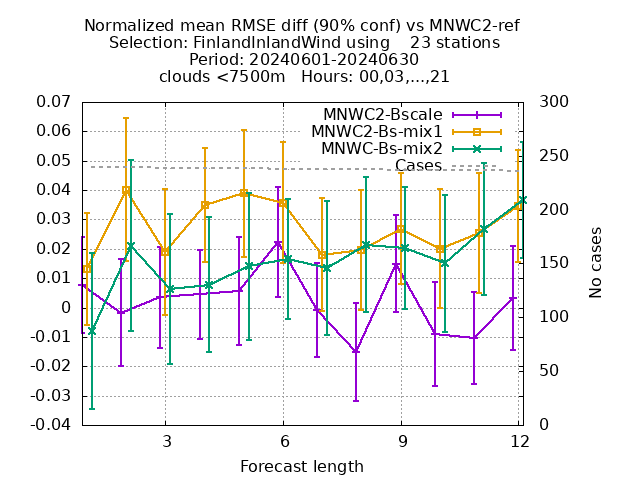 Normalized mean RMSE diff (90% conf) vs MNWC2-ref
Selection: FinlandInlandWind using 23 stations
Period: 20240601-20240630
clouds <7500m Hours: 00,03,...,21
MNWC2-Bscale
MNWC2-Bs-mix1
MNWC-Bs-mix2
Cases
0.07
0.06
0.05
0.04
0.03
0.02
0.01
0
-0.01
-0.02
-0.03
-0.04
300
250
200
150
100
50
0
No cases
3
6
9
12
Forecast length